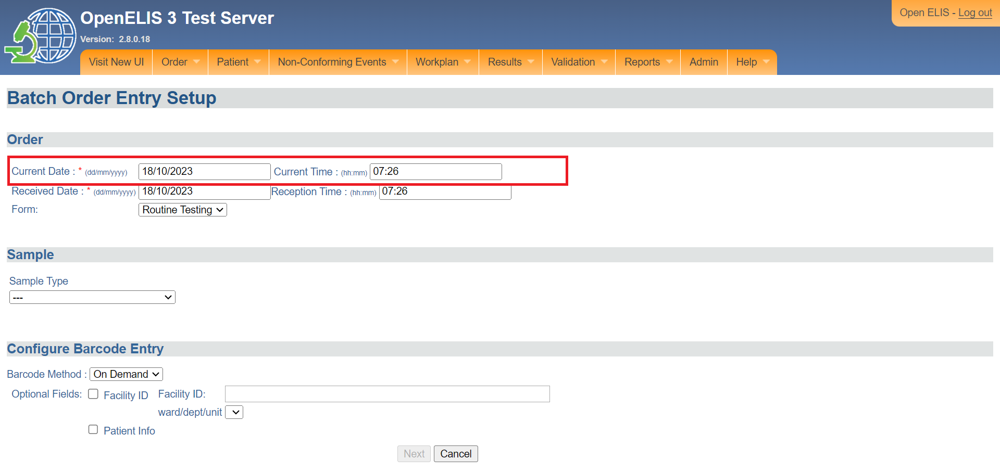 OpenELIS 3 Test Server
Open ELIS - Log out
Version: 2.8.0.18
Visit New UI Order Patient Non-Conforming Events Workplan Results Validation Reports Admin Help
Batch Order Entry Setup
Order
Current Date : * (dd/mm/yyyy) 18/10/2023 Current Time : (hh:mm) 07:26
Received Date : * (dd/mm/yyyy) 18/10/2023 Reception Time : (hh:mm) 07:26
Form: Routine Testing
Sample
Sample Type
---
Configure Barcode Entry
Barcode Method : On Demand
Optional Fields: Facility ID Facility ID:
ward/dept/unit
Patient Info
Next Cancel